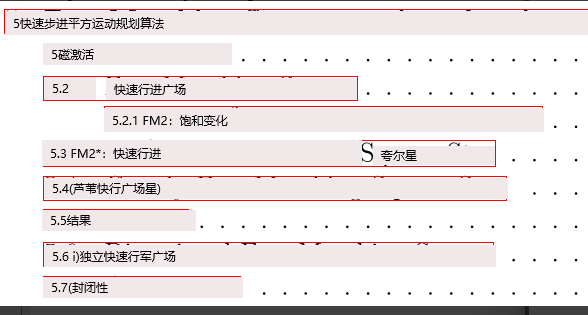 5快速步进平方运动规划算法
5磁激活 . . . . . . . . . . . . . . . . . .
5.2 快速行进广场 . . . . . . . . . . .
5.2.1 FM2：饱和变化 . .
5.3 FM2*：快速行进 S 夸尔星 . . . .
5.4(芦苇快行广场星) . . .
5.5结果 . . . . . . . . . . . . . . . . . . . .
5.6 i)独立快速行军广场 . . . .
5.7(封闭性 . . . . . . . . . . . . . . . .